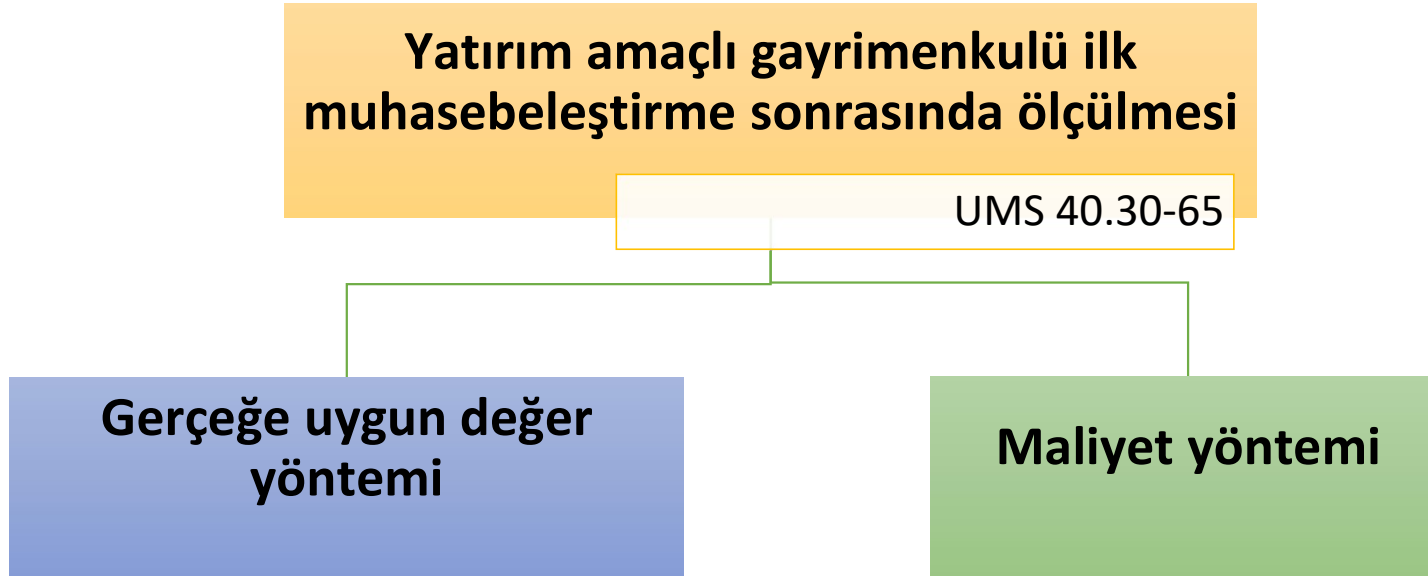 Yatırım amaçlı gayrimenkulü ilk
muhasebeleştirme sonrasında ölçülmesi
UMS 40.30-65
Gerçeğe uygun değer
yöntemi
Maliyet yöntemi